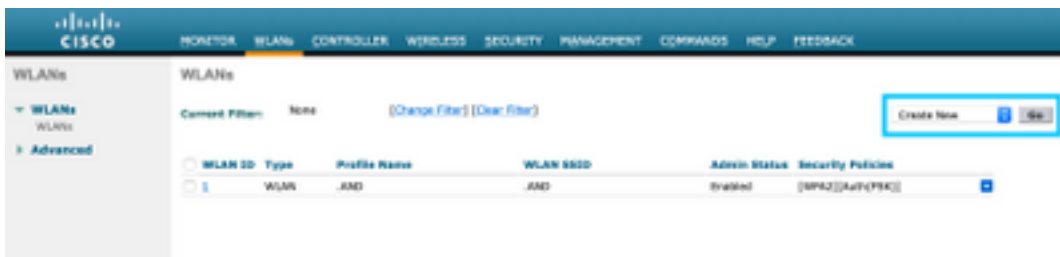 CISCO
MONITOR WLANs CONTROLLER WIRELESS SECURITY MANAGEMENT COMMANDS HELP FEEDBACK
WLANs
WLANs
WLANs
WLANs
Advanced
Current Filter: None [Change Filter] [Clear Filter]
Create New Go
WLAN ID Type Profile Name WLAN SSID Admin Status Security Policies
1 WLAN .AND .AND Enabled [WPA2][Auth(PSK)]